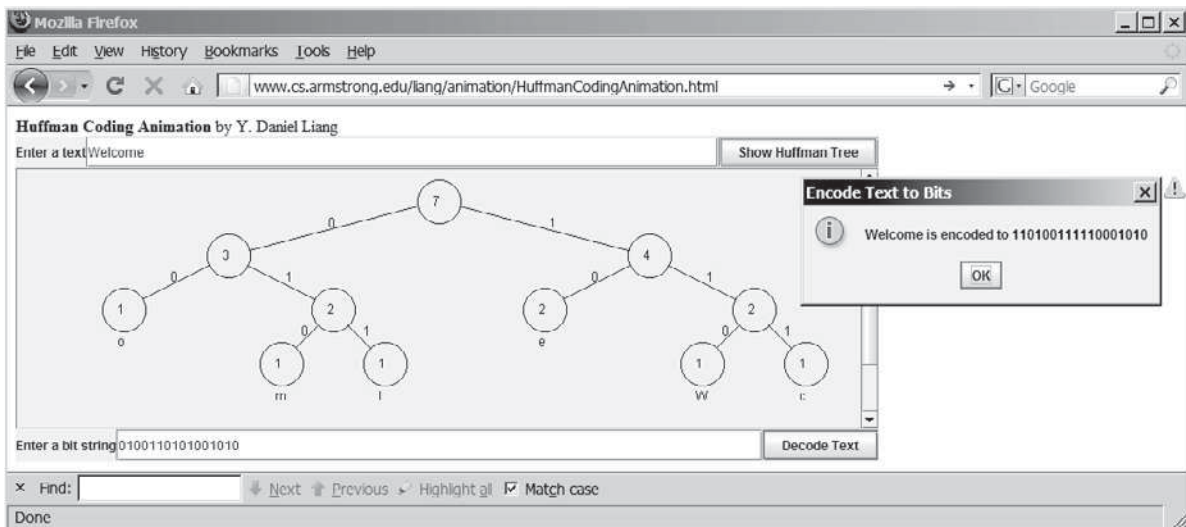 Mozilla Firefox
File Edit View History Bookmarks Tools Help
www.cs.armstrong.edu/liang/animation/HuffmanCodingAnimation.html
Google
Huffman Coding Animation by Y. Daniel Liang
Enter a text Welcome Show Huffman Tree
7
0 1
3 4
0 1 0 1
1 2 2 2
o e
0 1 0 1
1 1 1 1
m l W c
Encode Text to Bits
Welcome is encoded to 110100111110001010
OK
Enter a bit string 0100110101001010 Decode Text
Find: Next Previous Highlight all Match case
Done